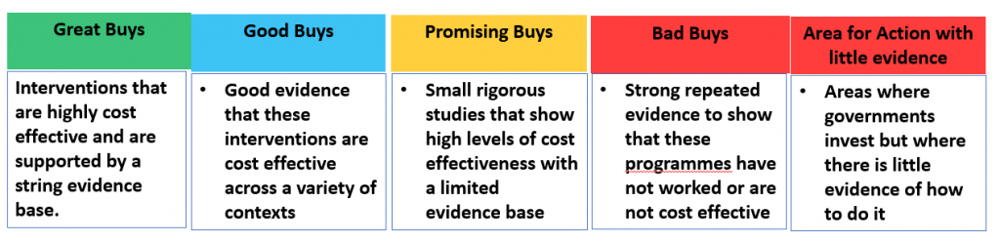 Great Buys
Interventions that
are highly cost
effective and are
supported by a
string evidence
base.
Good Buys
• Good evidence
that these
interventions are
cost effective
across a variety of
contexts
Promising Buys
• Small rigorous
studies that show
high levels of cost
effectiveness with
a limited
evidence base
Bad Buys
• Strong repeated
evidence to show
that these
programmes have
not worked or are
not cost effective
Area for Action with
little evidence
• Areas where
governments
invest but where
there is little
evidence of how
to do it